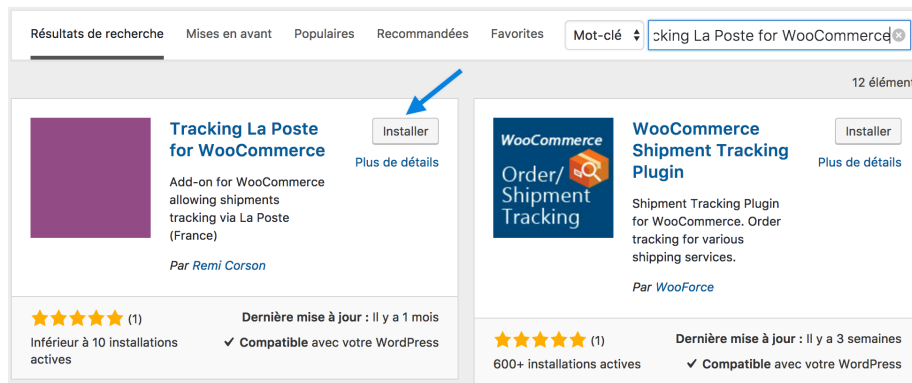 Résultats de recherche Mises en avant Populaires Recommandées Favorites Mot-clé cking La Poste for WooCommerce
12 élément
Tracking La Poste
for WooCommerce
Installer
Plus de détails
Add-on for WooCommerce
allowing shipments
tracking via La Poste
(France)
Par Remi Corson
(1)
Inférieur à 10 installations
actives
Dernière mise à jour : Il y a 1 mois
Compatible avec votre WordPress
WooCommerce
Order/
Shipment
Tracking
WooCommerce
Shipment Tracking
Plugin
Installer
Plus de détails
Shipment Tracking Plugin
for WooCommerce. Order
tracking for various
shipping services.
Par WooForce
(1)
600+ installations actives
Dernière mise à jour : Il y a 3 semaines
Compatible avec votre WordPress